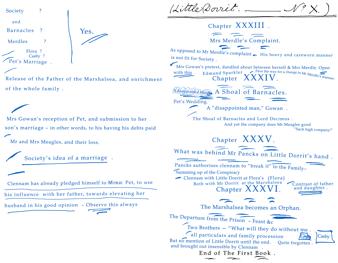 Society ?
and
Barnacles ?
Merdles ?
Flora ?
Casby ?
Pet's Marriage.
Yes.
Release of the Father of the Marshalsea, and enrichment
of the whole family.
Mrs Gowan's reception of Pet, and submission to her
son's marriage – in other words, to his having his debts paid
Mr and Mrs Meagles, and their loss.
Society's idea of a marriage.
Clennam has already pledged himself to Minnie Pet, to use
his influence with her father, towards elevating her
husband in his good opinion - Observe this always
(Little Dorrit. — No X.)
Chapter XXXIII.
Mrs Merdle's Complaint.
As opposed to Mr Merdle's complaint. His heavy and careworn manner
is not fit for Society.
Mrs Gowan's pretext, dandled about between herself & Mrs Merdle. Open
with this Edmund Sparkler
Chapter XXXIV.
A Shoal of Barnacles.
Pet's Wedding.
A "disappointed man," Gowan.
The Shoal of Barnacles and Lord Decimus
And yet the company does Mr Meagles good
"Such high company"
Chapter XXXV.
What was behind Mr Pancks on Little Dorrit's hand.
Pancks authorises clennam to "break it" to the Family.
Summing up of the Company
Clennam with Little Dorrit at Flora's (Flora)
Both with Mr Dorrit at the Marshalsea
Contrast of father
and daughter
Chapter XXXVI.
The Marshalsea becomes an Orphan.
The Departure from the Prison - Toast &c
Two Brothers – "What will they do without me
all particulars and family procession
But no mention of Little Dorrit until the end. Quite forgotten.
and brought out insensible by Clennam
Casby
End of The First Book.